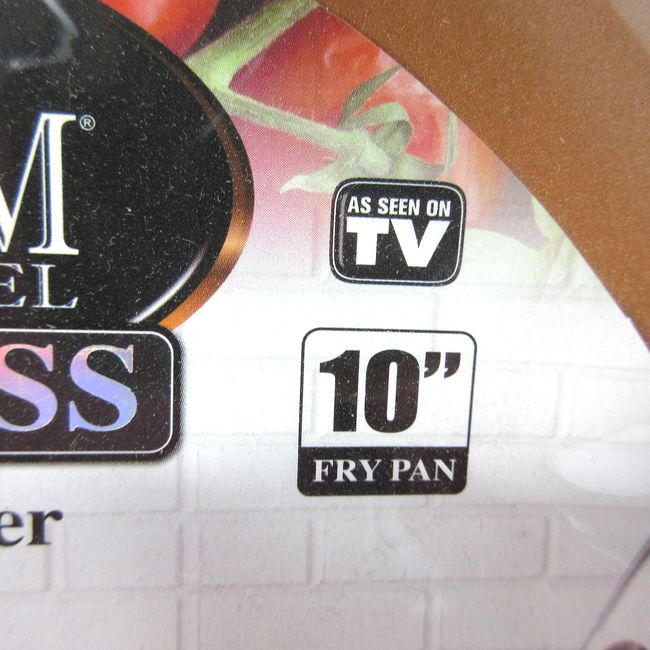 M®
EL
SS
er
AS SEEN ON
TV
10”
FRY PAN